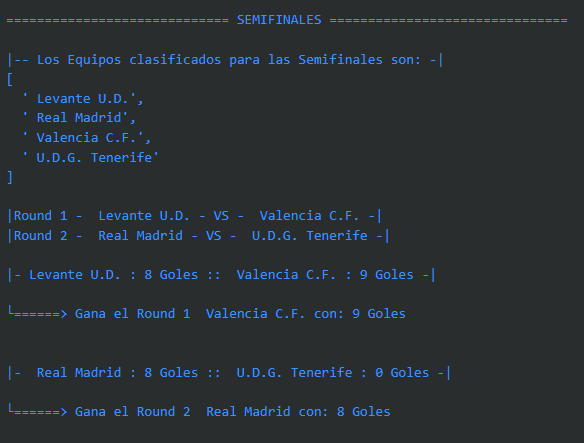 ============================= SEMIFINALES ===============================
|-- Los Equipos clasificados para las Semifinales son: -|
[
  ' Levante U.D.',
  ' Real Madrid',
  ' Valencia C.F.',
  ' U.D.G. Tenerife'
]
|Round 1 -  Levante U.D. - VS -  Valencia C.F. -|
|Round 2 -  Real Madrid - VS -  U.D.G. Tenerife -|
|- Levante U.D. : 8 Goles ::  Valencia C.F. : 9 Goles -|
└======> Gana el Round 1  Valencia C.F. con: 9 Goles
|-  Real Madrid : 8 Goles ::  U.D.G. Tenerife : 0 Goles -|
└======> Gana el Round 2  Real Madrid con: 8 Goles